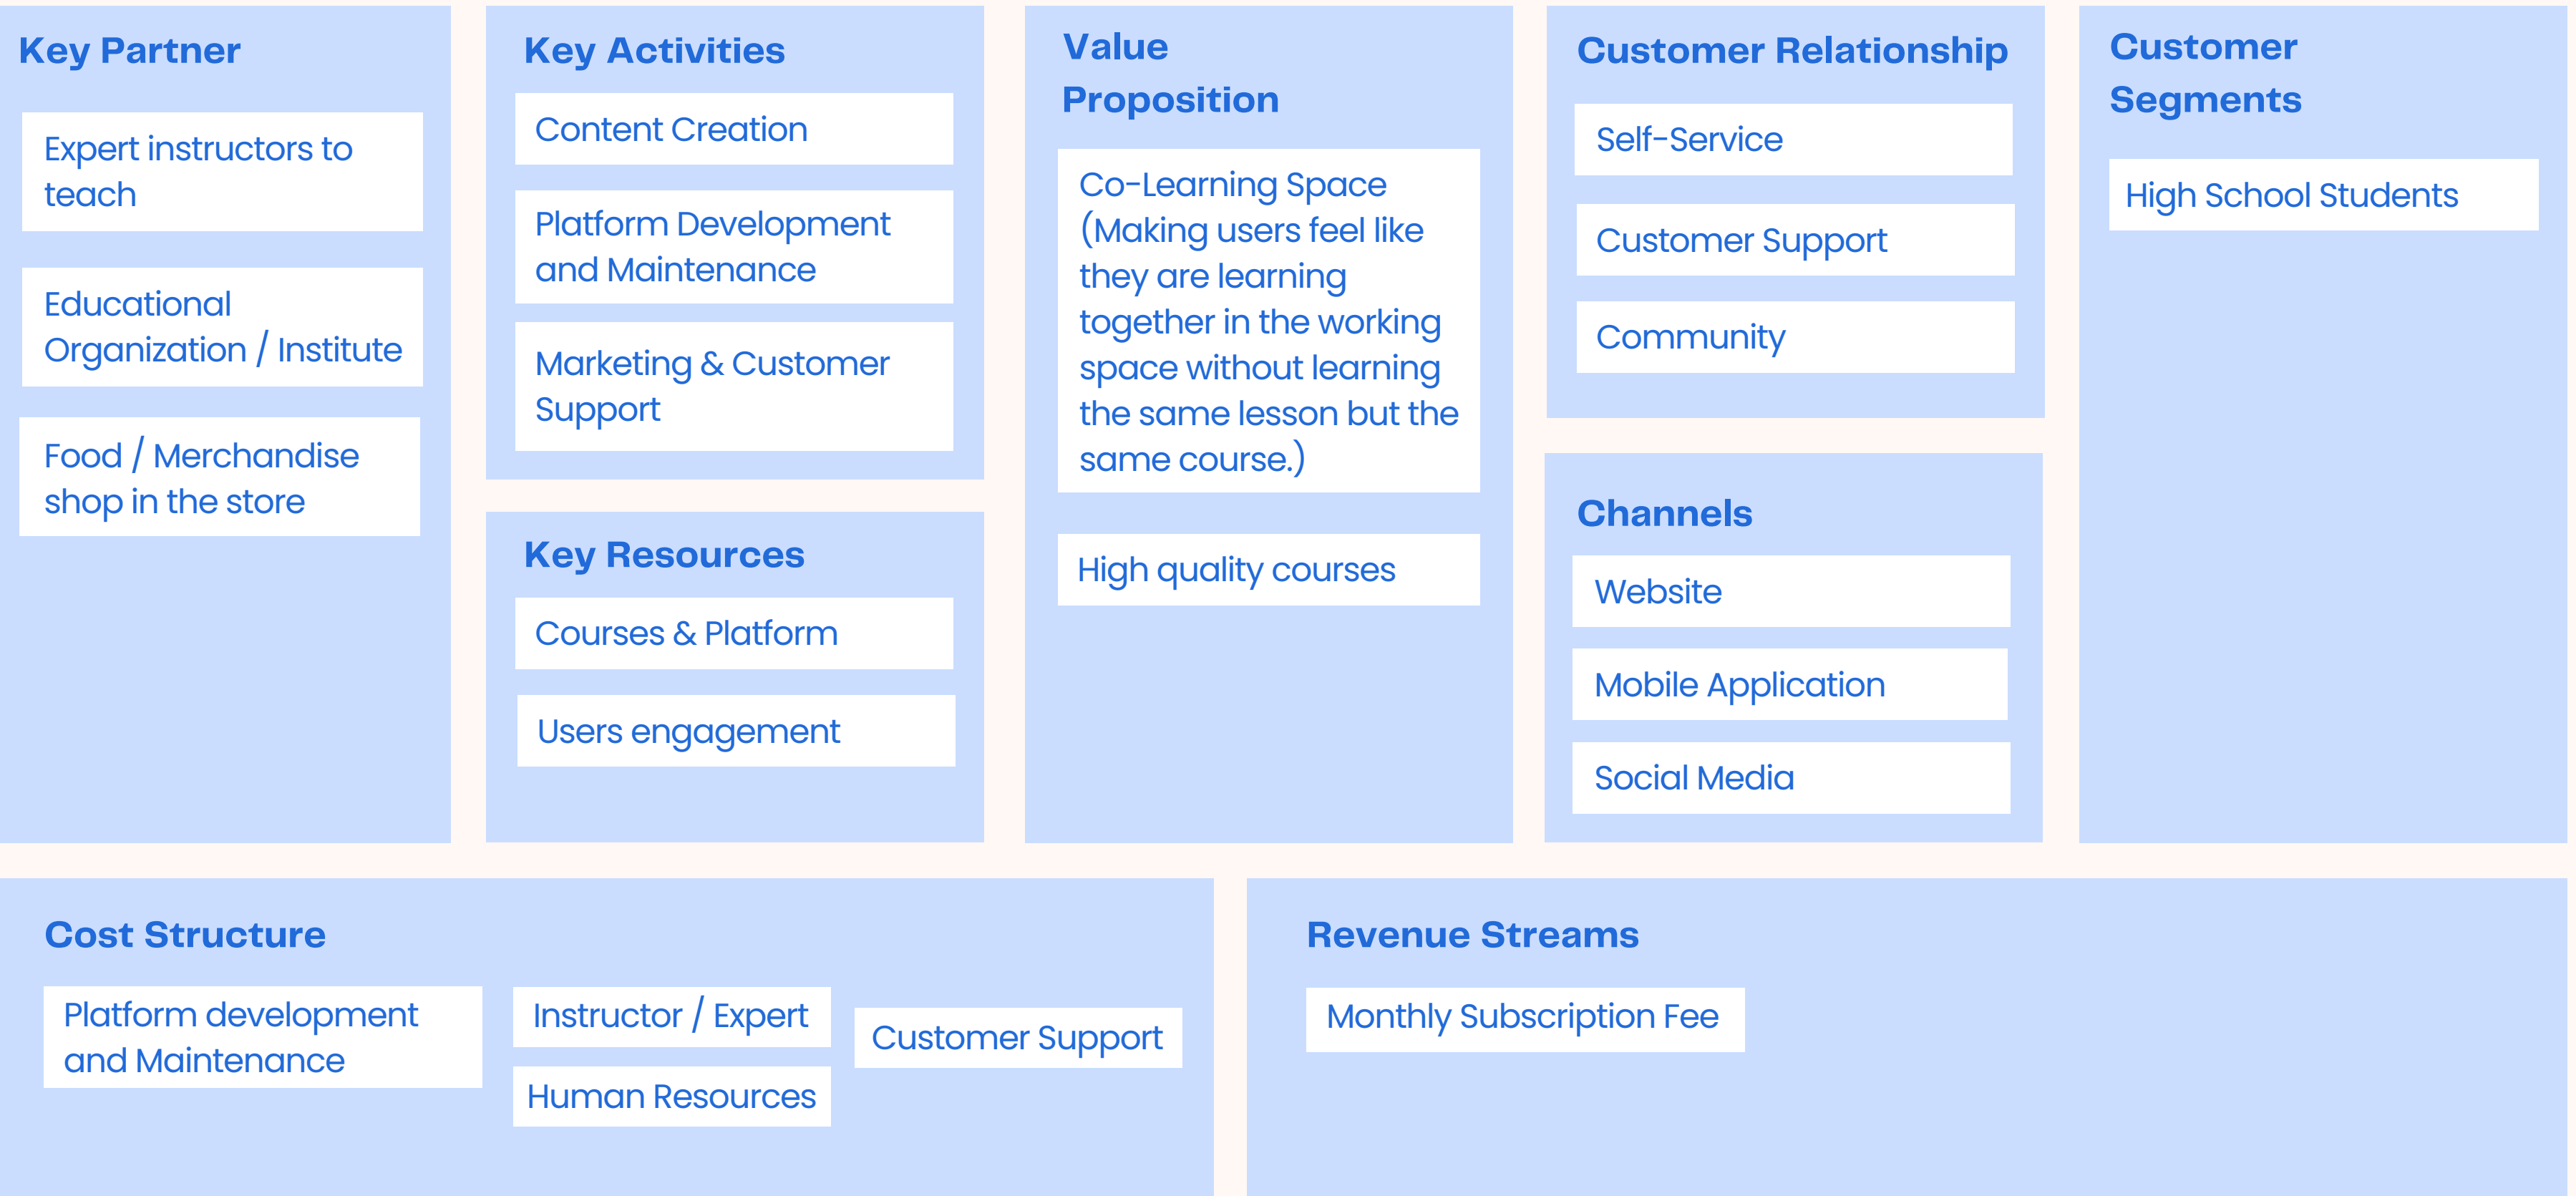 Key Partner
Expert instructors to
teach
Educational
Organization / Institute
Food / Merchandise
shop in the store
Key Activities
Content Creation
Platform Development
and Maintenance
Marketing & Customer
Support
Key Resources
Courses & Platform
Users engagement
Value
Proposition
Co-Learning Space
(Making users feel like
they are learning
together in the working
space without learning
the same lesson but the
same course.)
High quality courses
Customer Relationship
Self-Service
Customer Support
Community
Channels
Website
Mobile Application
Social Media
Customer
Segments
High School Students
Cost Structure
Platform development
and Maintenance
Instructor / Expert
Human Resources
Customer Support
Revenue Streams
Monthly Subscription Fee